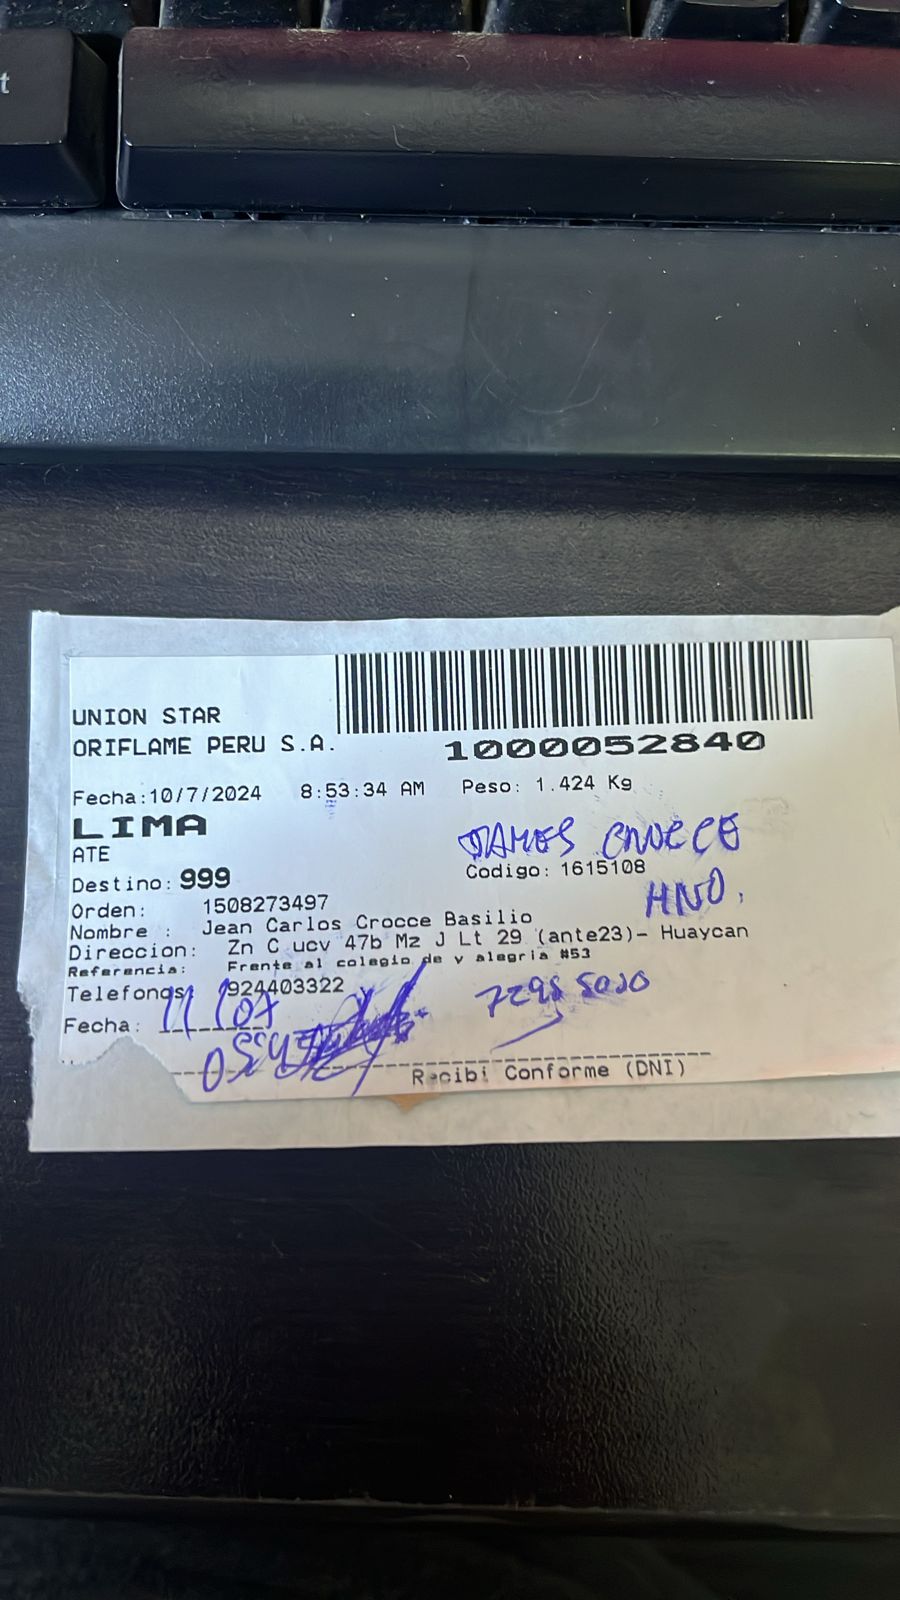 t
UNION STAR
ORIFLAME PERU S.A.
1000052840
Fecha:10/7/2024 8:53:34 AM Peso: 1.424 Kg
LIMA
ATE
Destino: 999
Codigo: 1615108
HNO.
Orden: 1508273497
Nombre : Jean Carlos Crocce Basilio
Direccion: Zn C ucv 47b Mz J Lt 29 (ante23)- Huaycan
Referencia: Frente al colegio de y alegria #53
Telefonos: 924403322
Fecha: 11/07
Recibi Conforme (DNI)